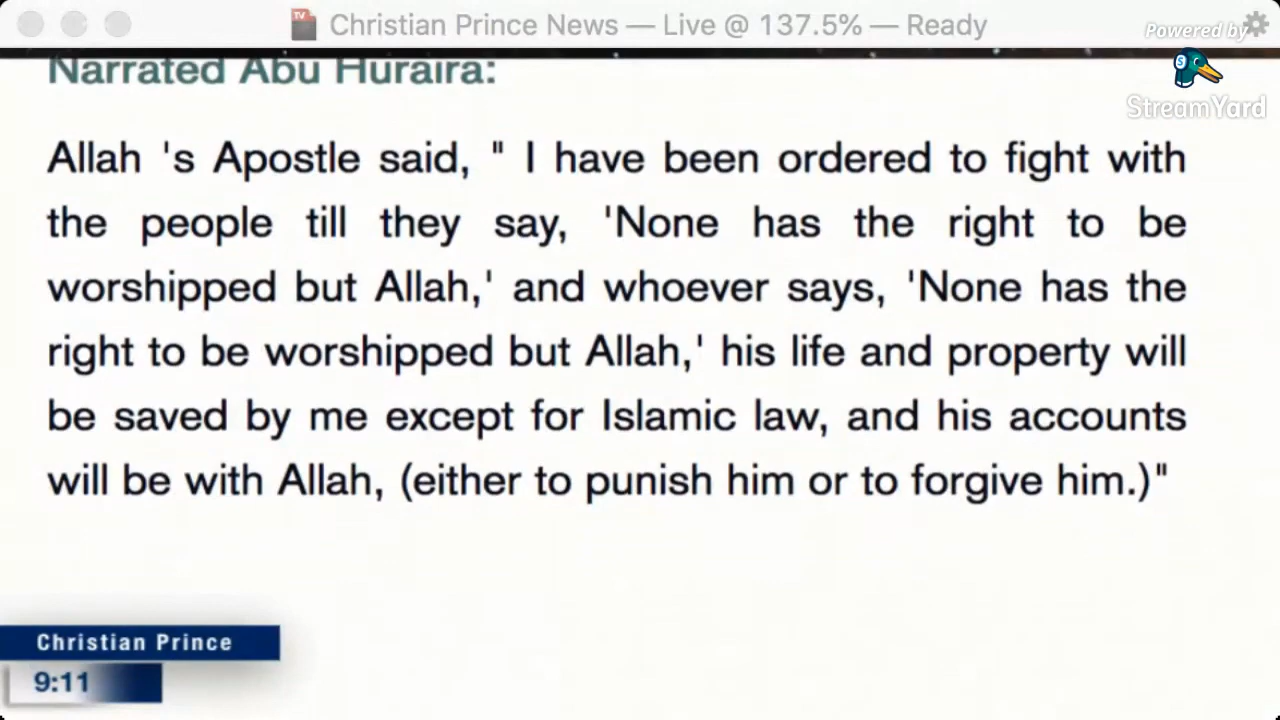 Christian Prince News — Live @ 137.5% — Ready
Powered by
StreamYard
Narrated Abu Huraira:
Allah 's Apostle said, " I have been ordered to fight with
the people till they say, 'None has the right to be
worshipped but Allah,' and whoever says, 'None has the
right to be worshipped but Allah,' his life and property will
be saved by me except for Islamic law, and his accounts
will be with Allah, (either to punish him or to forgive him.)"
Christian Prince
9:11